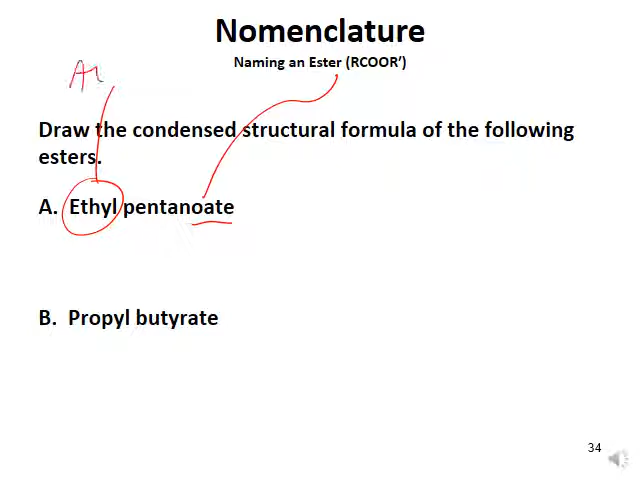 Nomenclature
Naming an Ester (RCOOR’)
Draw the condensed structural formula of the following
esters.
A. Ethyl pentanoate
B. Propyl butyrate
34